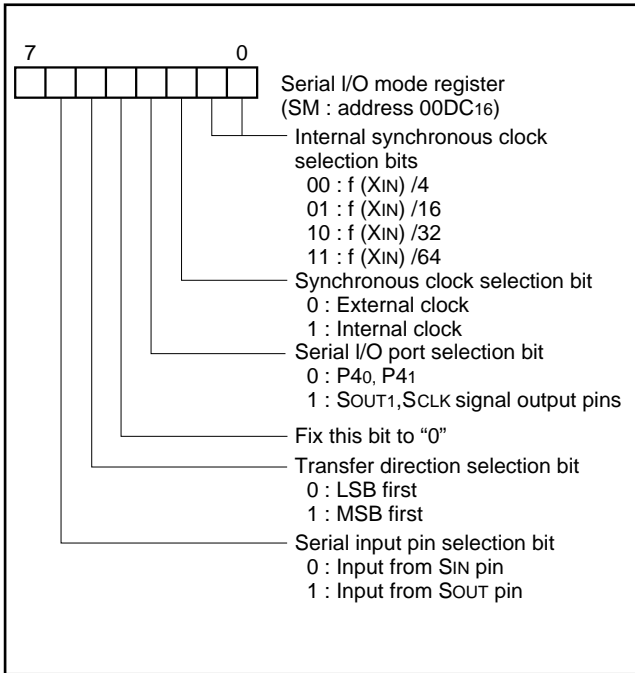 7 0
Serial I/O mode register
(SM : address 00DC16)
Internal synchronous clock
selection bits
00 : f (XIN) /4
01 : f (XIN) /16
10 : f (XIN) /32
11 : f (XIN) /64
Synchronous clock selection bit
0 : External clock
1 : Internal clock
Serial I/O port selection bit
0 : P40, P41
1 : SOUT1,SCLK signal output pins
Fix this bit to “0”
Transfer direction selection bit
0 : LSB first
1 : MSB first
Serial input pin selection bit
0 : Input from SIN pin
1 : Input from SOUT pin